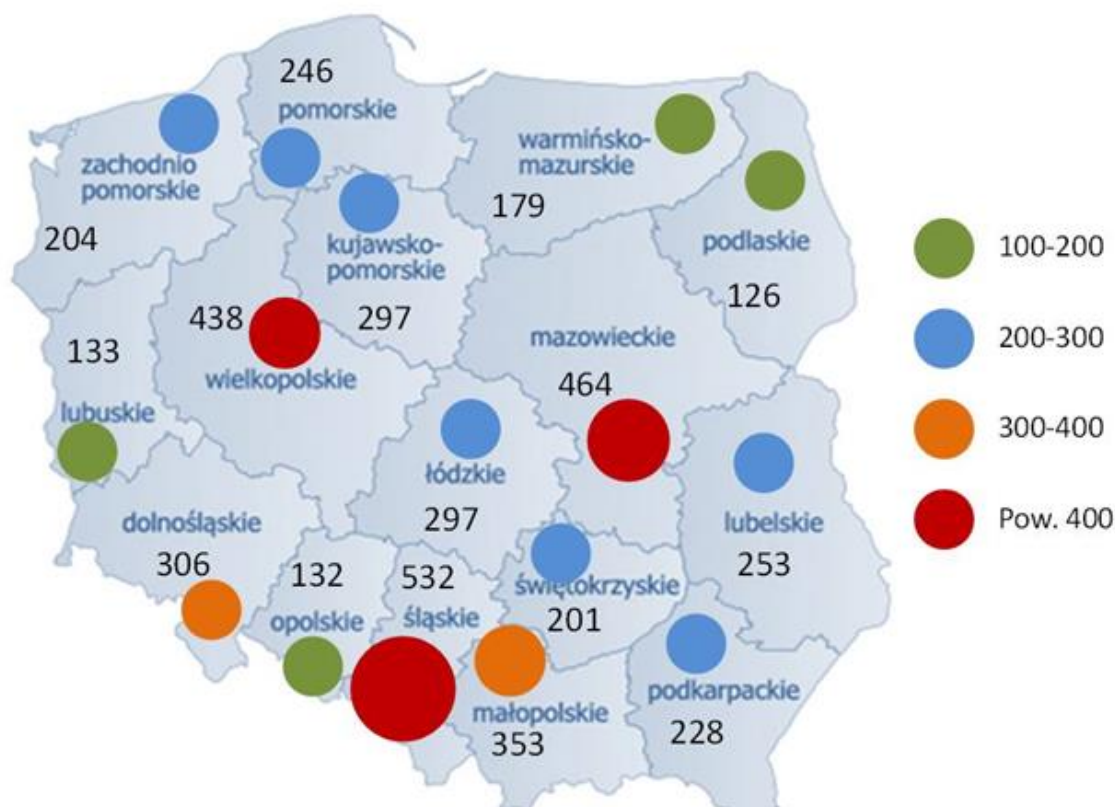 246
pomorskie
zachodnio
pomorskie
204
warmińsko-
mazurskie
179
podlaskie
126
kujawsko-
pomorskie
297
438
wielkopolskie
133
lubuskie
mazowieckie
464
łódzkie
297
lubelskie
253
dolnośląskie
306
132
opolskie
532
śląskie
świętokrzyskie
201
małopolskie
353
podkarpackie
228
100-200
200-300
300-400
Pow. 400